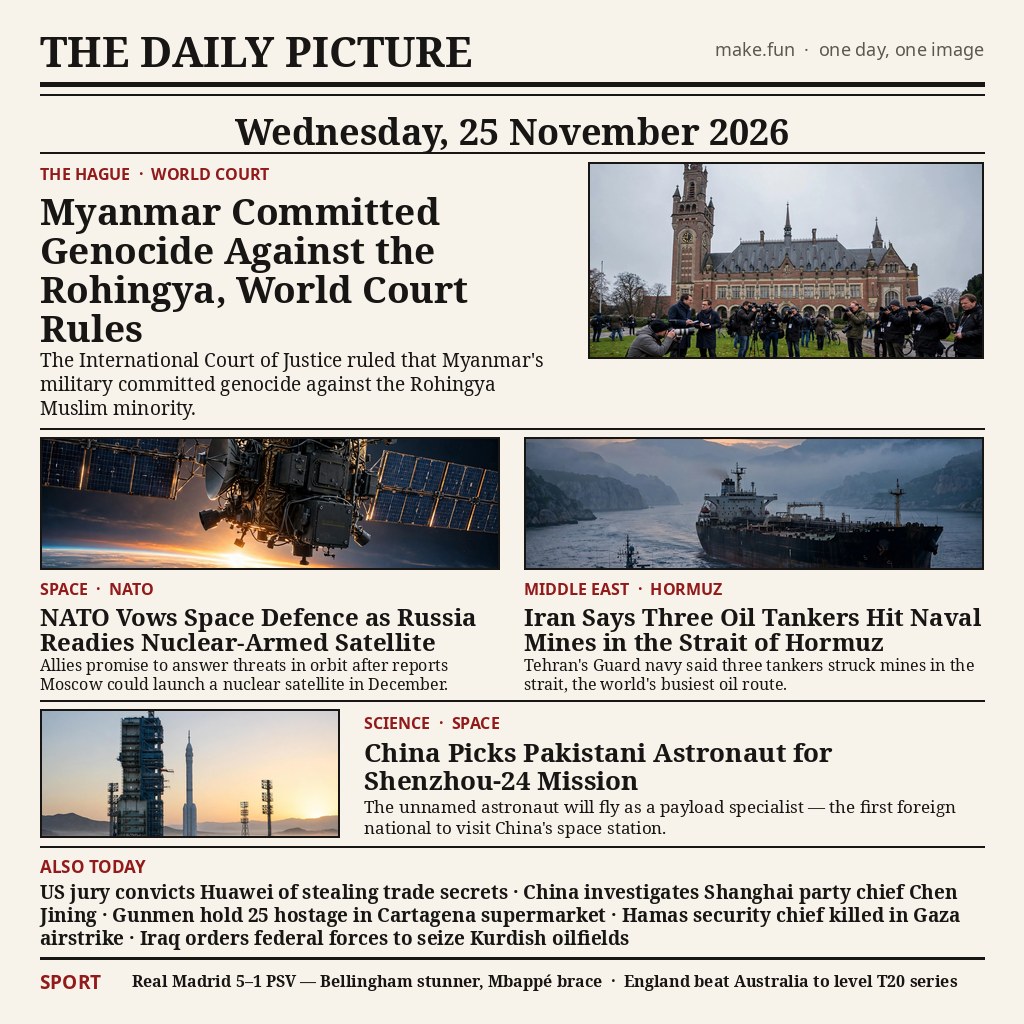 THE DAILY PICTURE
make.fun · one day, one image
Wednesday, 25 November 2026
THE HAGUE · WORLD COURT
Myanmar Committed
Genocide Against the
Rohingya, World Court
Rules
The International Court of Justice ruled that Myanmar's
military committed genocide against the Rohingya
Muslim minority.
SPACE · NATO
NATO Vows Space Defence as Russia
Readies Nuclear-Armed Satellite
Allies promise to answer threats in orbit after reports
Moscow could launch a nuclear satellite in December.
MIDDLE EAST · HORMUZ
Iran Says Three Oil Tankers Hit Naval
Mines in the Strait of Hormuz
Tehran's Guard navy said three tankers struck mines in the
strait, the world's busiest oil route.
SCIENCE · SPACE
China Picks Pakistani Astronaut for
Shenzhou-24 Mission
The unnamed astronaut will fly as a payload specialist — the first foreign
national to visit China's space station.
ALSO TODAY
US jury convicts Huawei of stealing trade secrets · China investigates Shanghai party chief Chen
Jining · Gunmen hold 25 hostage in Cartagena supermarket · Hamas security chief killed in Gaza
airstrike · Iraq orders federal forces to seize Kurdish oilfields
SPORT
Real Madrid 5–1 PSV — Bellingham stunner, Mbappé brace · England beat Australia to level T20 series